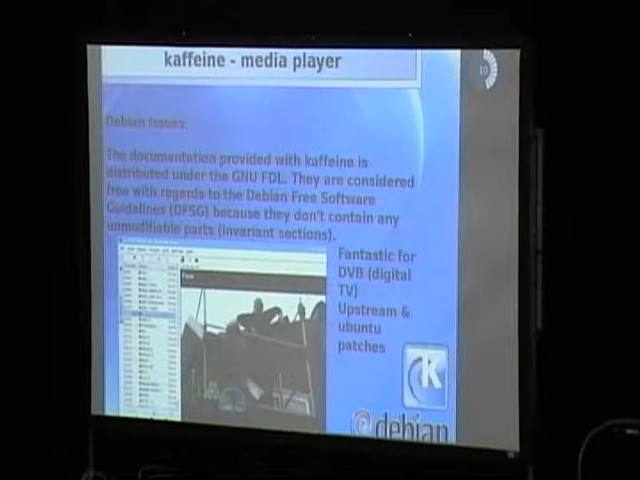 kaffeine - media player
10
Debian Issues:
The documentation provided with kaffeine is
distributed under the GNU FDL. They are considered
free with regards to the Debian Free Software
Guidelines (DFSG) because they don't contain any
unmodifiable parts (invariant sections).
Fantastic for
DVB (digital
TV)
Upstream &
ubuntu
patches
K
debian